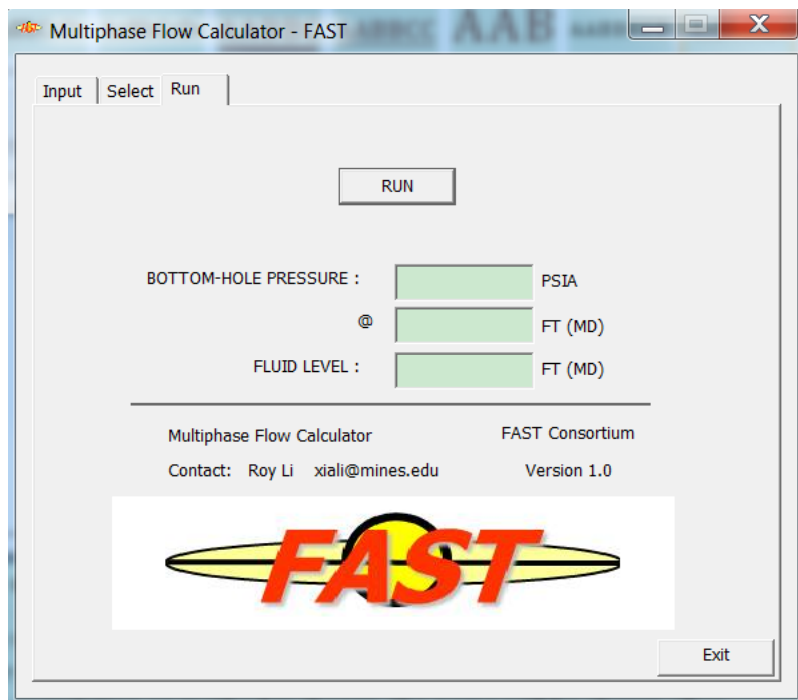 Multiphase Flow Calculator - FAST
Input Select Run
RUN
BOTTOM-HOLE PRESSURE : PSIA
@ FT (MD)
FLUID LEVEL : FT (MD)
Multiphase Flow Calculator FAST Consortium
Contact: Roy Li xiali@mines.edu Version 1.0
FAST
Exit